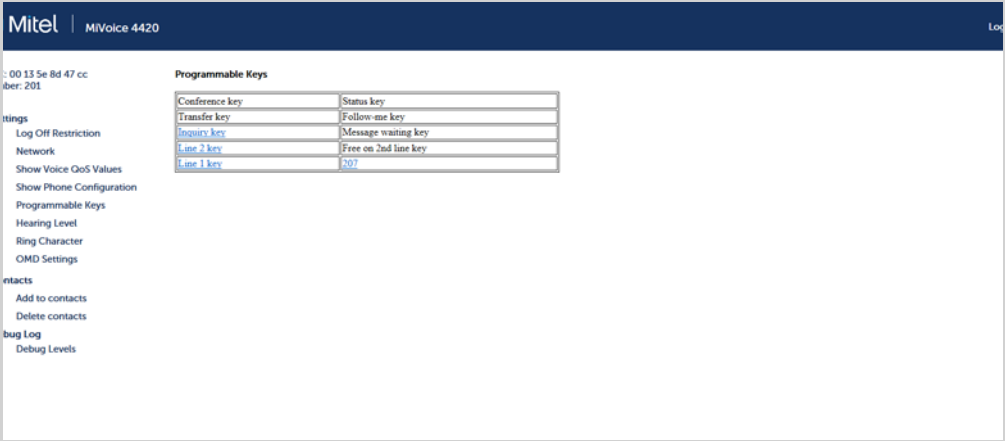 Mitel | MiVoice 4420
Log
: 00 13 5e 8d 47 cc
ber: 201
ttings
Log Off Restriction
Network
Show Voice QoS Values
Show Phone Configuration
Programmable Keys
Hearing Level
Ring Character
OMD Settings
ntacts
Add to contacts
Delete contacts
bug Log
Debug Levels
Programmable Keys
Conference key Status key
Transfer key Follow-me key
Inquiry key Message waiting key
Line 2 key Free on 2nd line key
Line 1 key 207